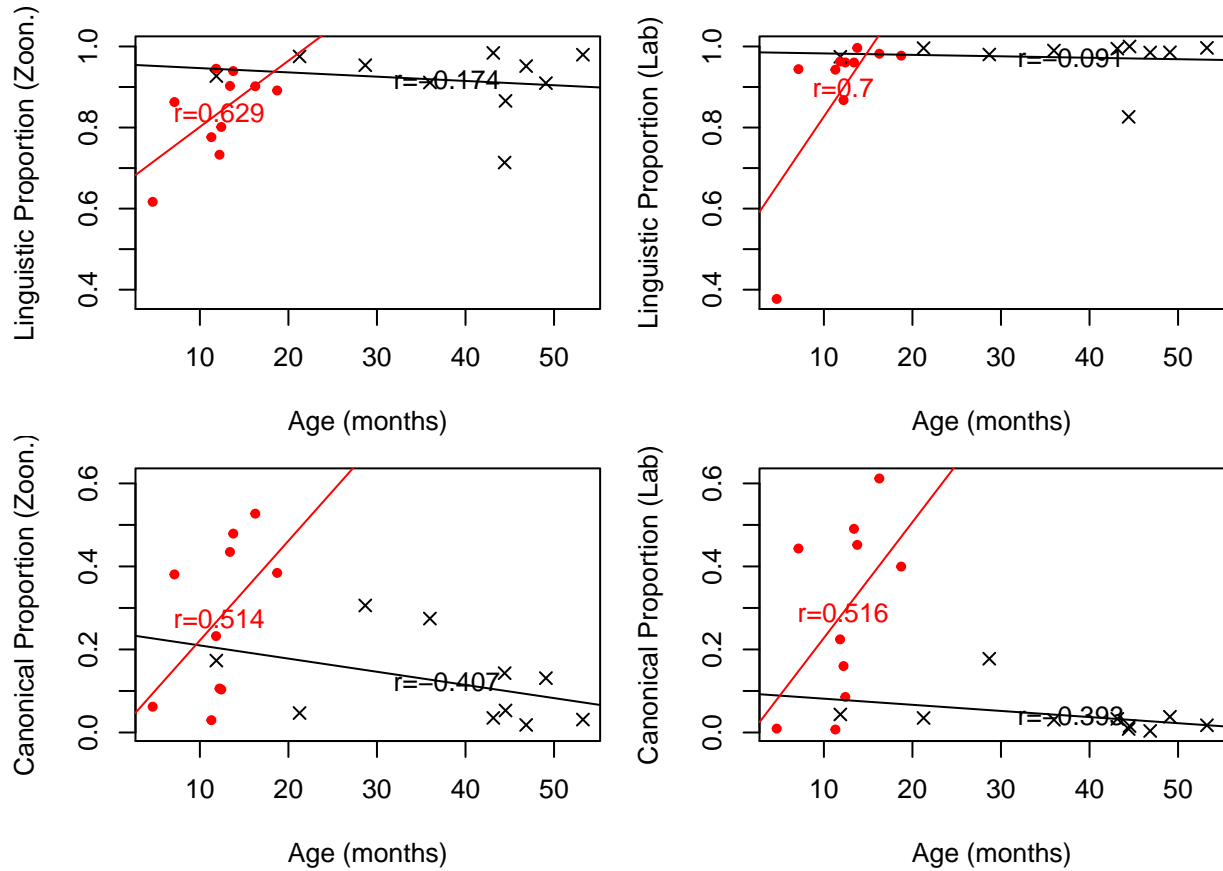 Linguistic Proportion (Zoon.)
0.4 0.6 0.8 1.0
r=0.629
r=−0.174
10 20 30 40 50
Age (months)
Linguistic Proportion (Lab)
0.4 0.6 0.8 1.0
r=0.7
r=−0.091
10 20 30 40 50
Age (months)
Canonical Proportion (Zoon.)
0.0 0.2 0.4 0.6
r=0.514
r=−0.407
10 20 30 40 50
Age (months)
Canonical Proportion (Lab)
0.0 0.2 0.4 0.6
r=0.516
r=−0.393
10 20 30 40 50
Age (months)